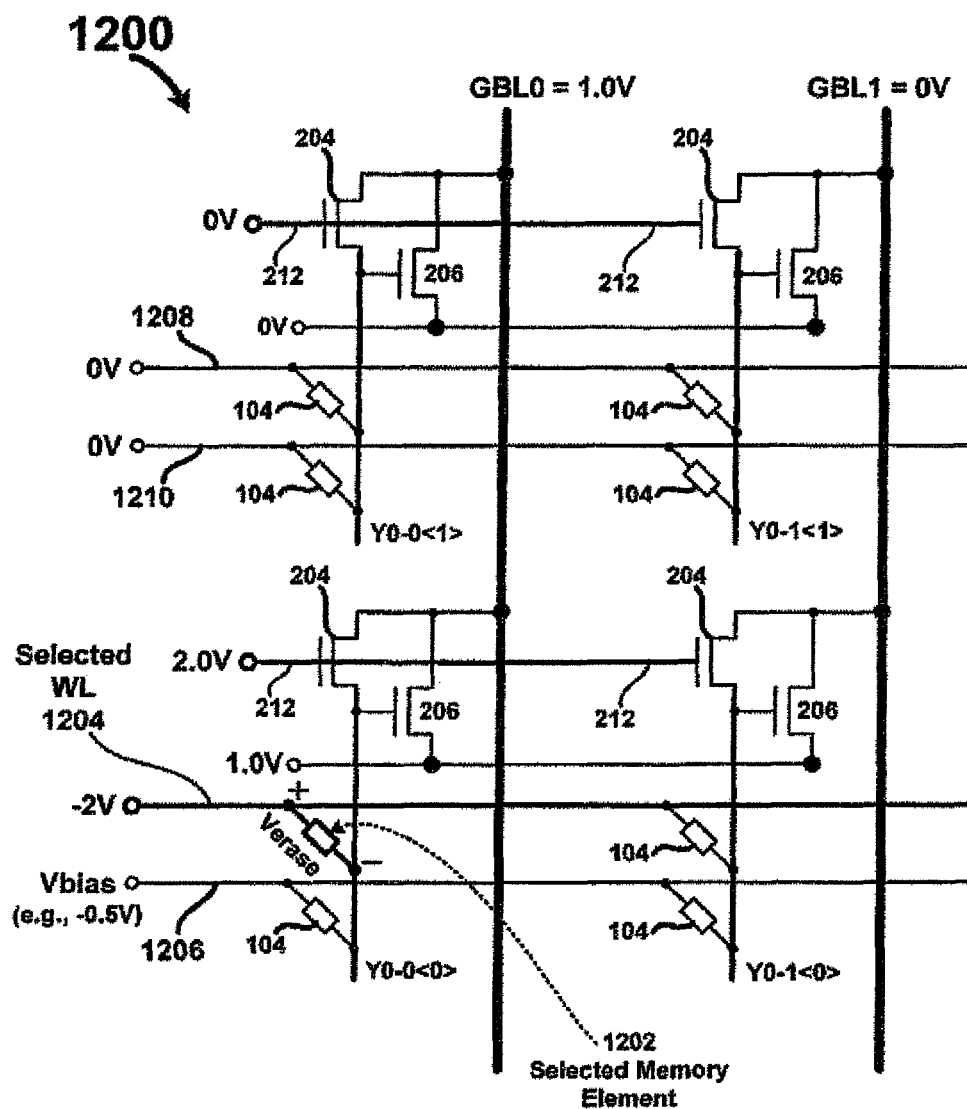 1200
GBL0 = 1.0V GBL1 = 0V
204 204
0V
212 206 212 206
0V
1208
0V
104 104
0V
1210 104 104
Y0-0<1> Y0-1<1>
204 204
Selected
WL
1204
2.0V
212 206 212 206
1.0V
+
-2V
Verase
−
104
Vbias
(e.g., -0.5V)
1206 104 104
Y0-0<0> Y0-1<0>
1202
Selected Memory
Element